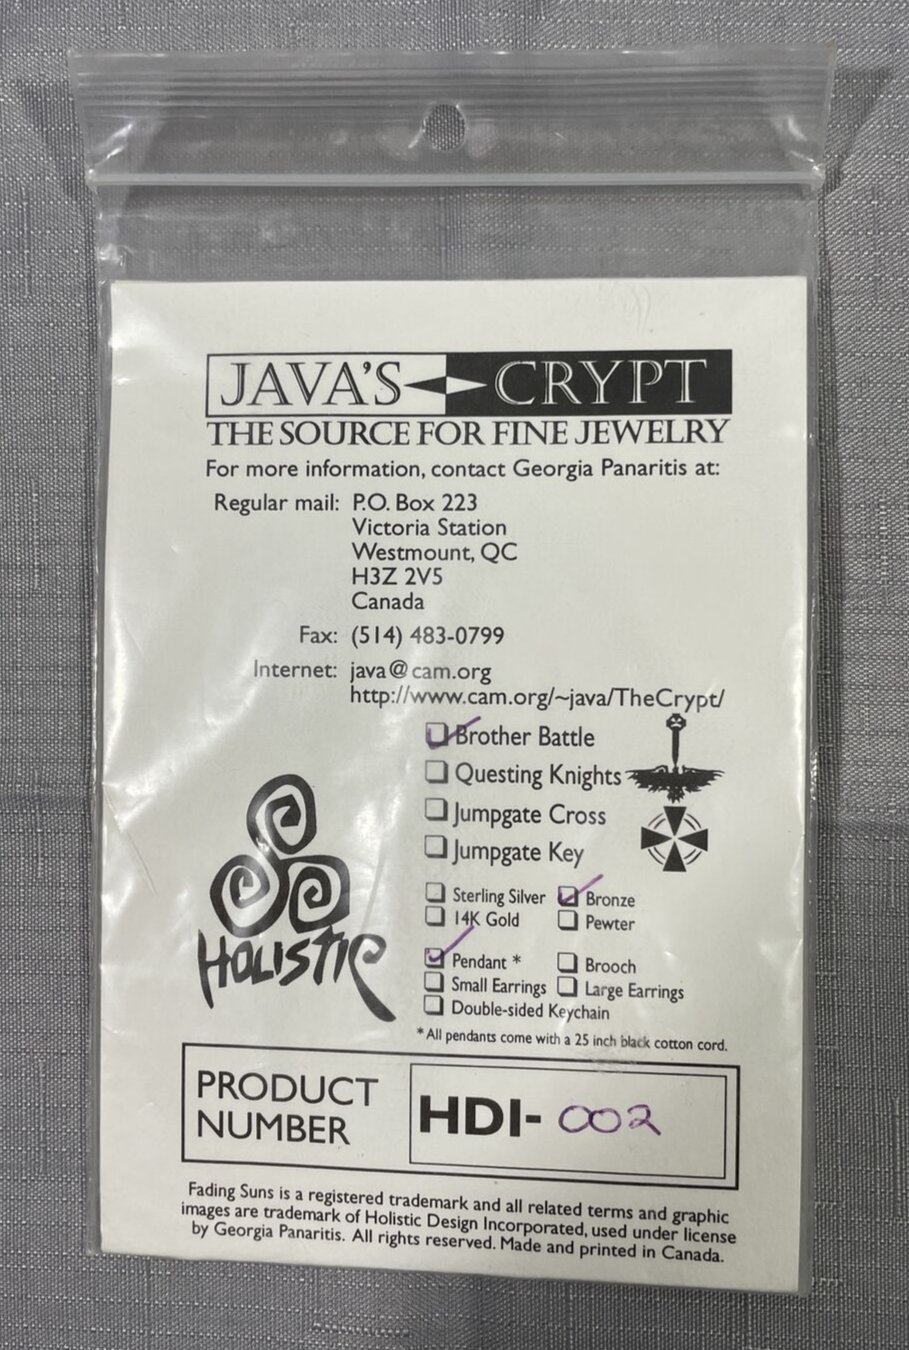 JAVA'S CRYPT
THE SOURCE FOR FINE JEWELRY
For more information, contact Georgia Panaritis at:
Regular mail: P.O. Box 223
Victoria Station
Westmount, QC
H3Z 2V5
Canada
Fax: (514) 483-0799
Internet: java@cam.org
http://www.cam.org/~java/TheCrypt/
Brother Battle
Questing Knights
Jumpgate Cross
Jumpgate Key
Sterling Silver Bronze
14K Gold Pewter
Pendant * Brooch
Small Earrings Large Earrings
Double-sided Keychain
*All pendants come with a 25 inch black cotton cord.
HOLISTIC
PRODUCT
NUMBER
HDI-002
Fading Suns is a registered trademark and all related terms and graphic
images are trademark of Holistic Design Incorporated, used under license
by Georgia Panaritis. All rights reserved. Made and printed in Canada.